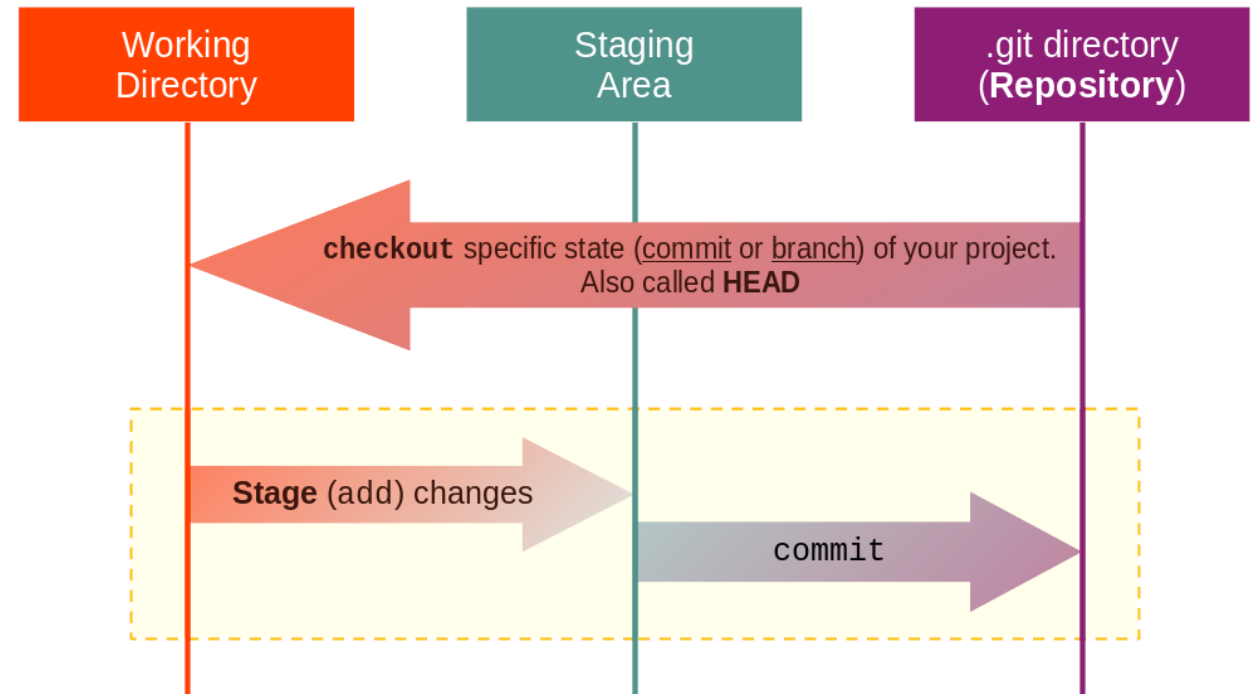 Working
Directory
Staging
Area
.git directory
(Repository)
checkout specific state (commit or branch) of your project.
Also called HEAD
Stage (add) changes
commit